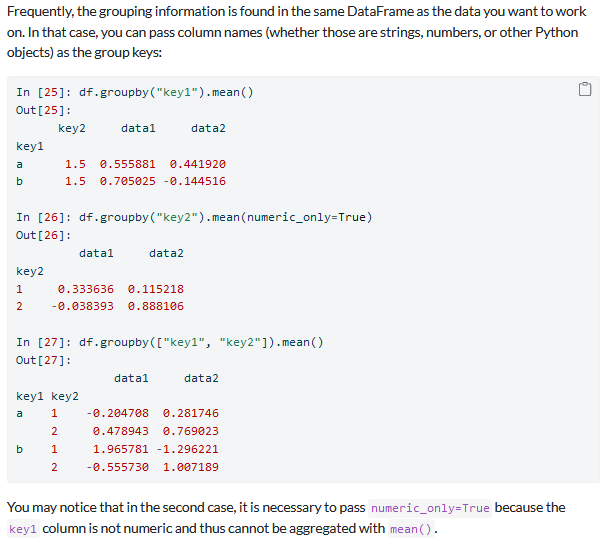 Frequently, the grouping information is found in the same DataFrame as the data you want to work
on. In that case, you can pass column names (whether those are strings, numbers, or other Python
objects) as the group keys:
In [25]: df.groupby("key1").mean()
Out[25]:
      key2     data1     data2
key1
a      1.5  0.555881  0.441920
b      1.5  0.705025 -0.144516
In [26]: df.groupby("key2").mean(numeric_only=True)
Out[26]:
         data1     data2
key2
1     0.333636  0.115218
2    -0.038393  0.888106
In [27]: df.groupby(["key1", "key2"]).mean()
Out[27]:
              data1     data2
key1 key2
a    1    -0.204708  0.281746
     2     0.478943  0.769023
b    1     1.965781 -1.296221
     2    -0.555730  1.007189
You may notice that in the second case, it is necessary to pass numeric_only=True because the
key1 column is not numeric and thus cannot be aggregated with mean().